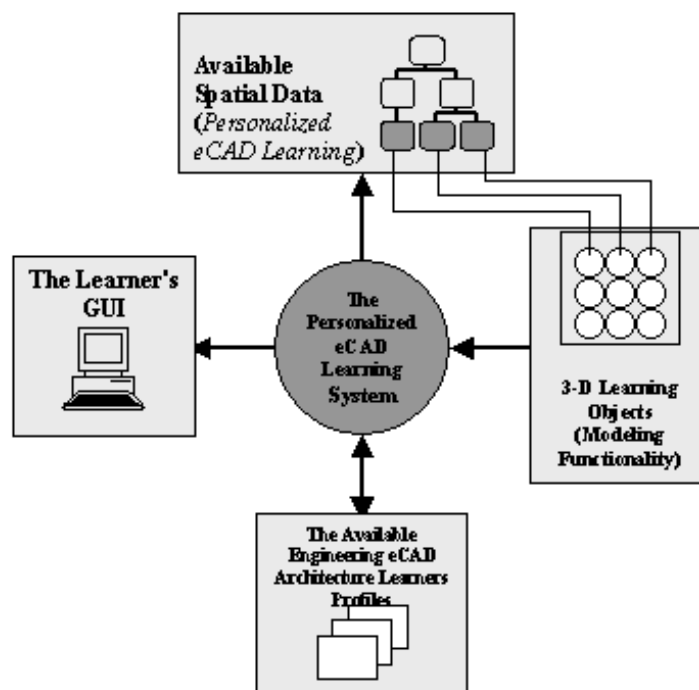 Available
Spatial Data
(Personalized
eCAD Learning)
The Learner's
GUI
The
Personalized
eCAD
Learning
System
3-D Learning
Objects
(Modeling
Functionality)
The Available
Engineering eCAD
Architecture Learners
Profiles